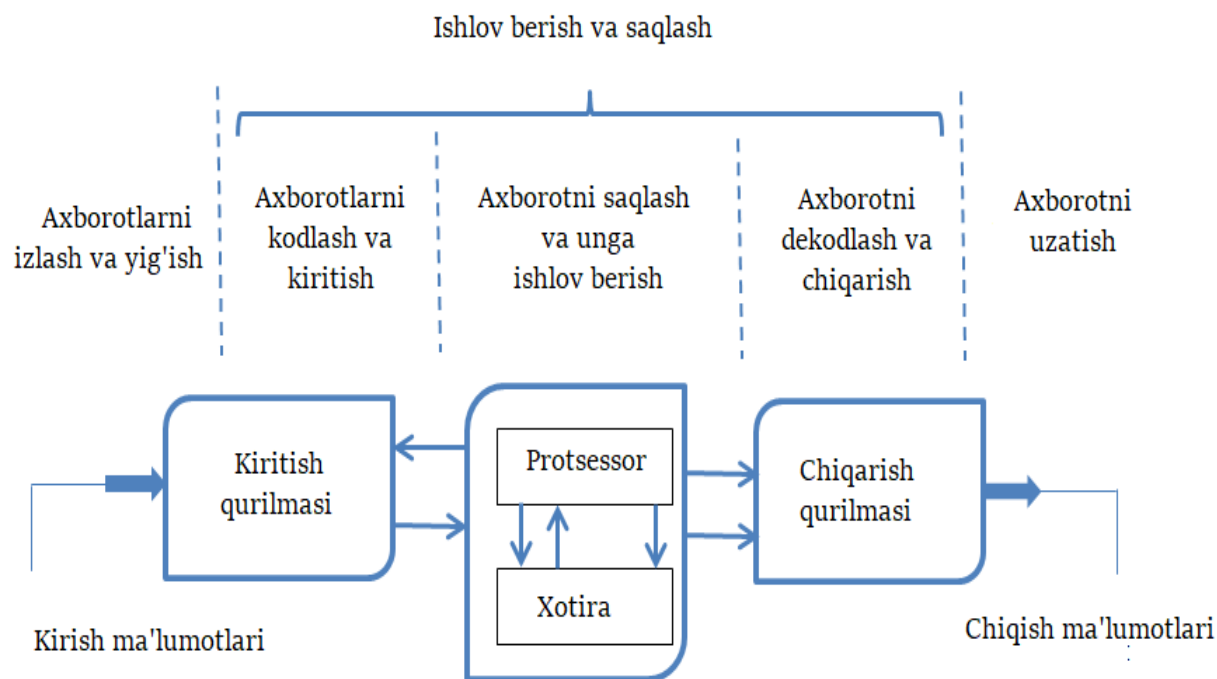 Ishlov berish va saqlash
Axborotlarni
izlash va yig'ish
Axborotlarni
kodlash va
kiritish
Axborotni saqlash
va unga
ishlov berish
Axborotni
dekodlash va
chiqarish
Axborotni
uzatish
Kiritish
qurilmasi
Protsessor
Xotira
Chiqarish
qurilmasi
Kirish ma'lumotlari
Chiqish ma'lumotlari